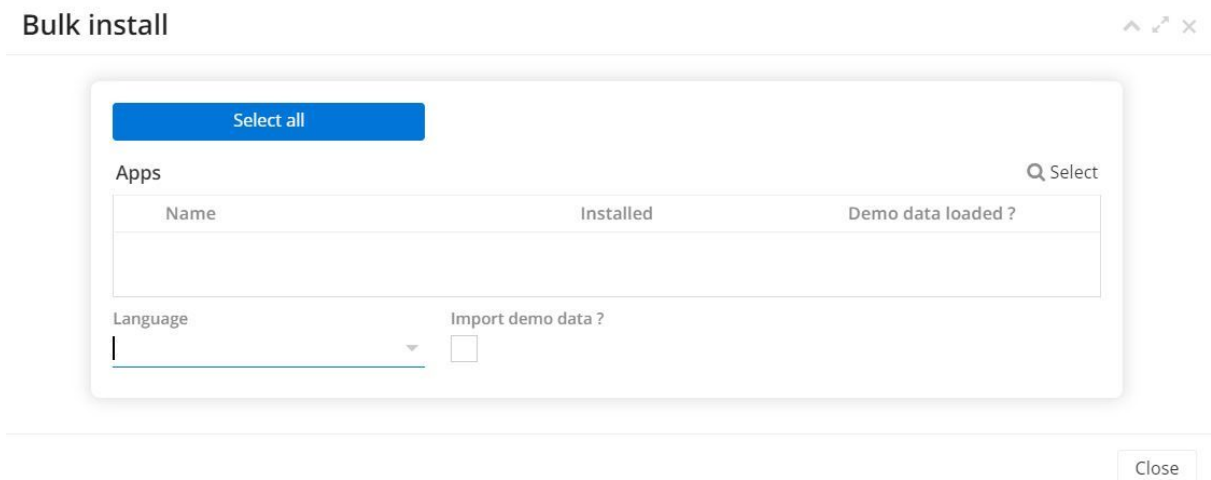 Bulk install
Select all
Apps Select
Name Installed Demo data loaded ?
Language Import demo data ?
Close